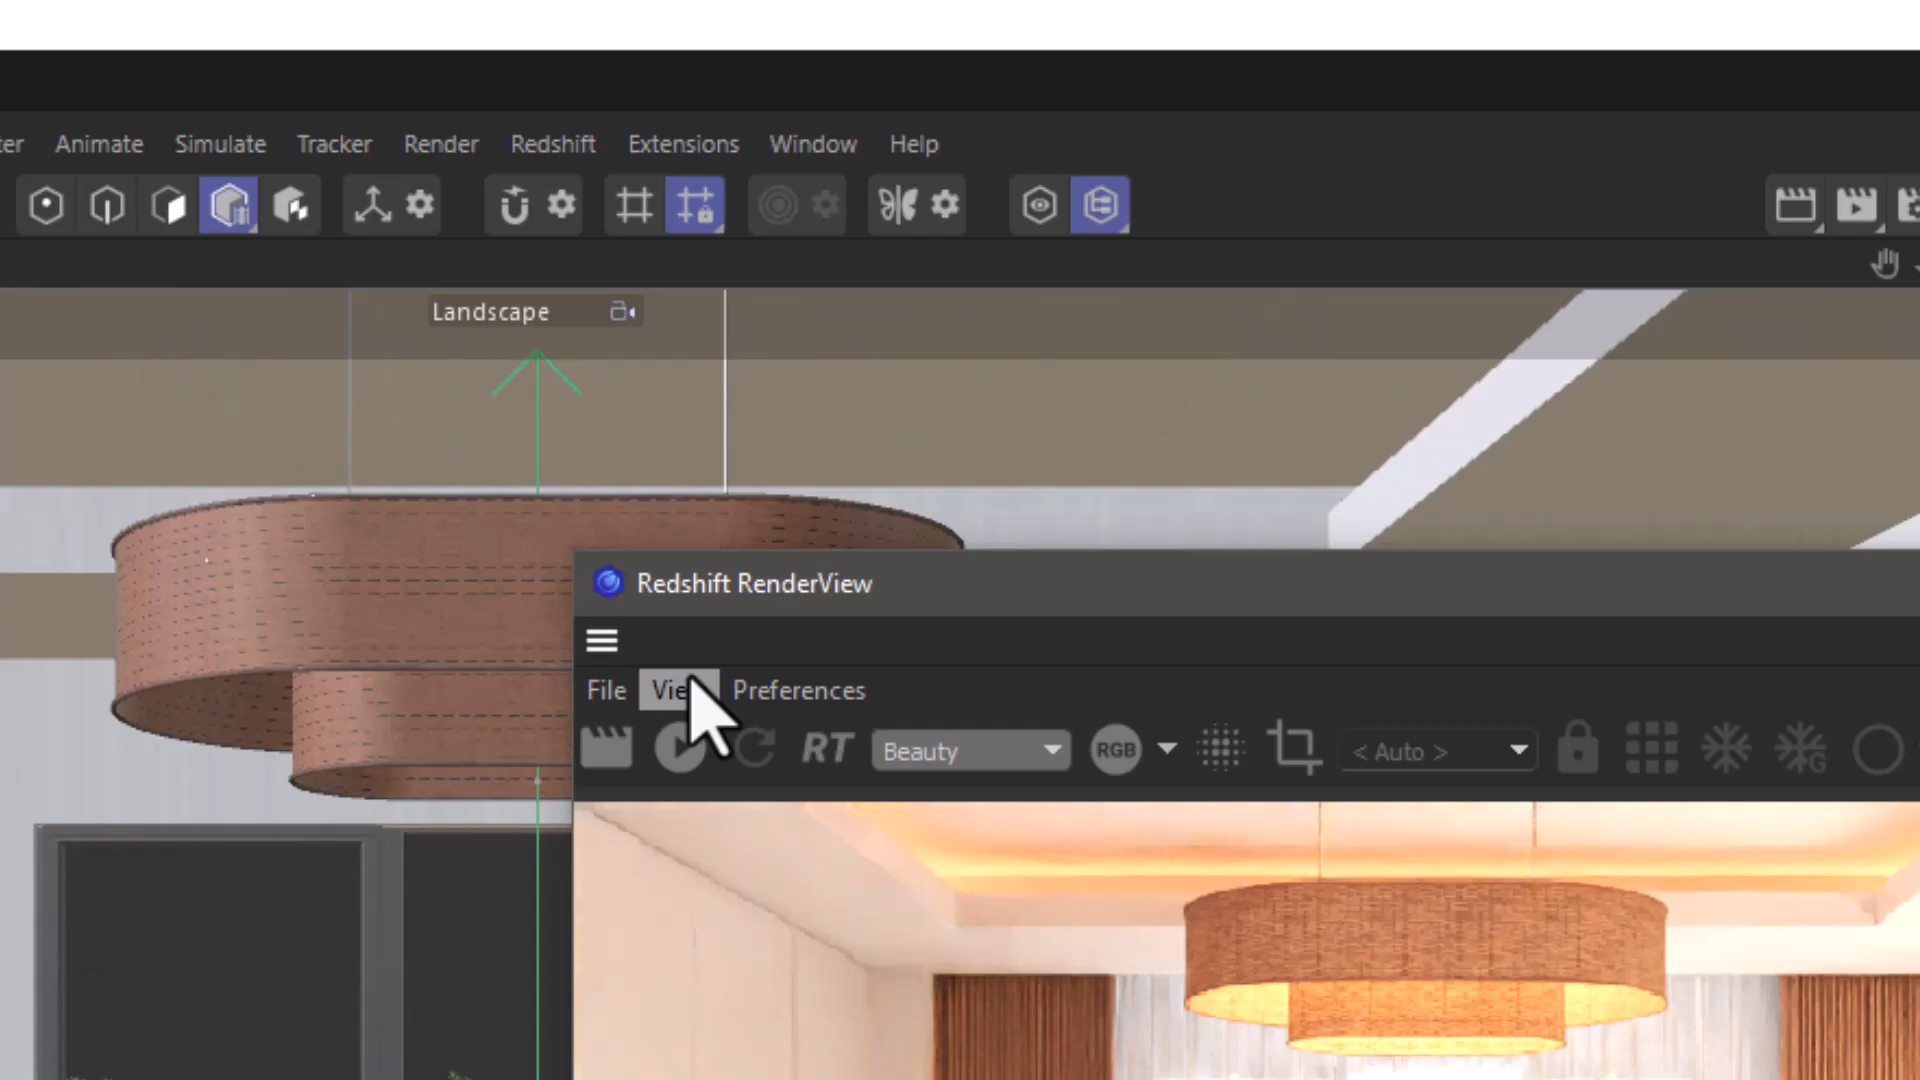 ter Animate Simulate Tracker Render Redshift Extensions Window Help
Landscape
Redshift RenderView
File Vie Preferences
RT Beauty RGB < Auto >
G